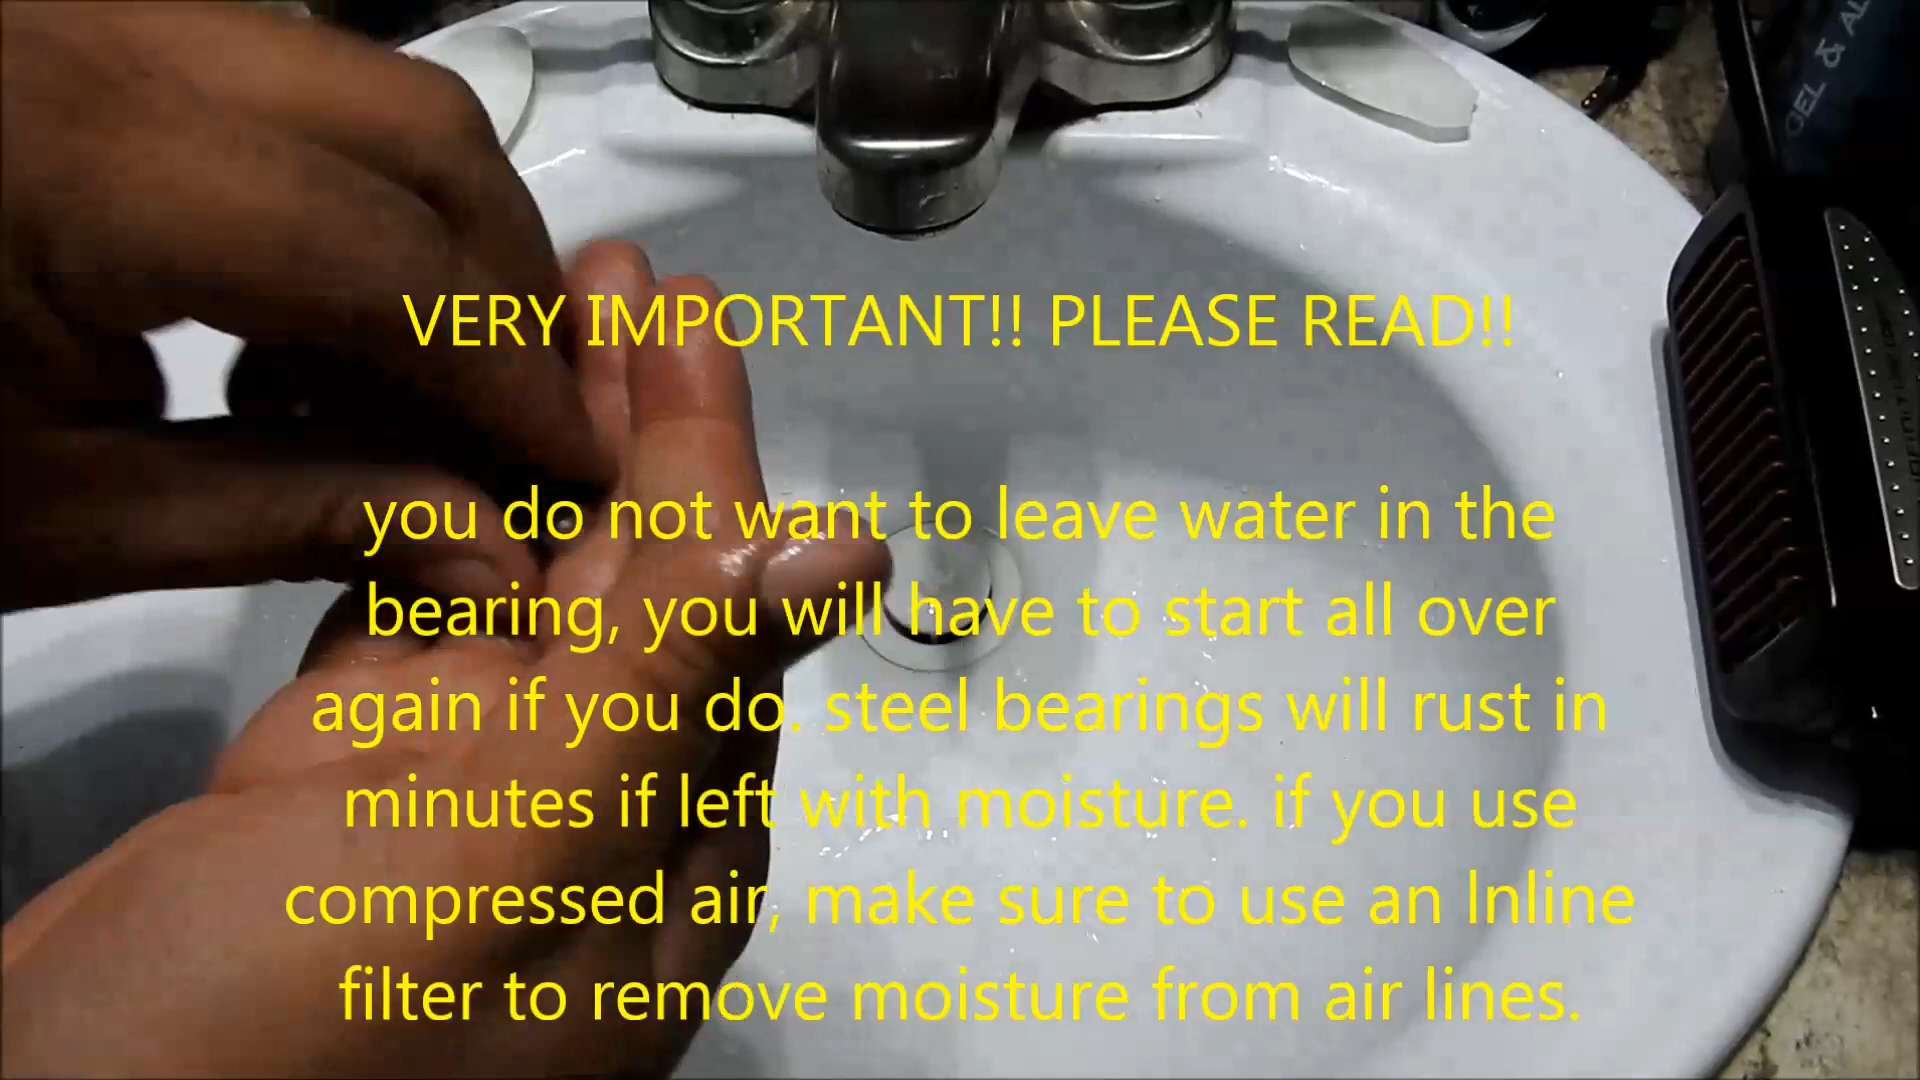 GEL & AL
VERY IMPORTANT!! PLEASE READ!!
you do not want to leave water in the
bearing, you will have to start all over
again if you do. steel bearings will rust in
minutes if left with moisture. if you use
compressed air, make sure to use an Inline
filter to remove moisture from air lines.